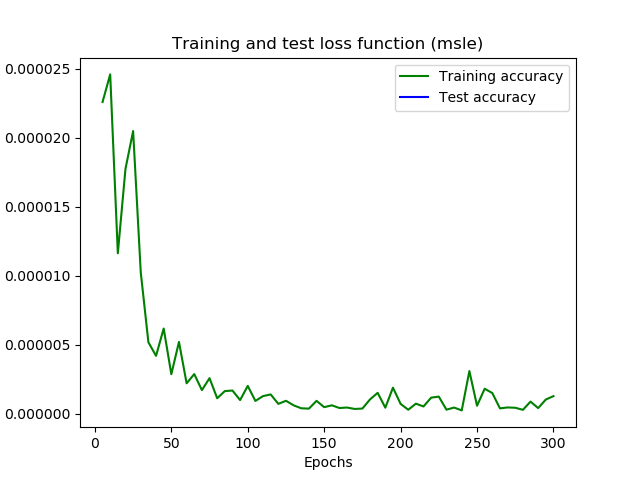 Training and test loss function (msle)
0.000025
0.000020
0.000015
0.000010
0.000005
0.000000
Training accuracy
Test accuracy
0 50 100 150 200 250 300
Epochs